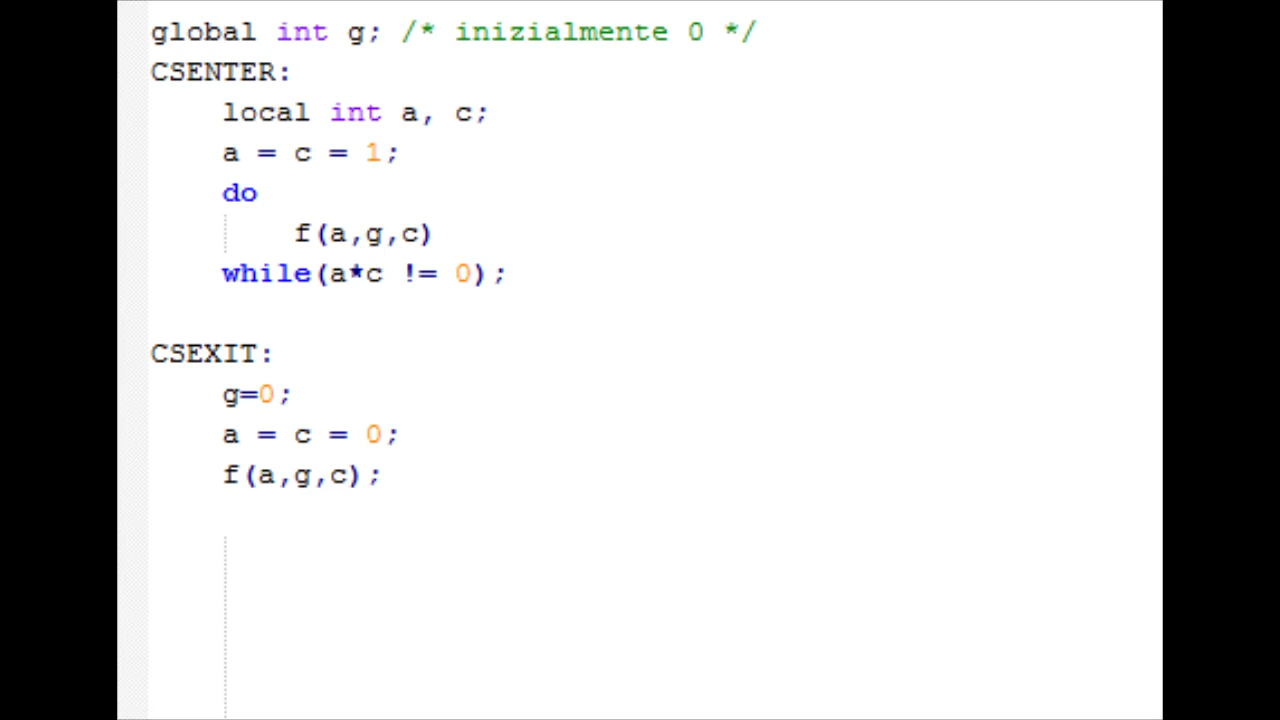 global int g; /* inizialmente 0 */
CSENTER:
local int a, c;
a = c = 1;
do
f(a,g,c)
while(a*c != 0);
CSEXIT:
g=0;
a = c = 0;
f(a,g,c);